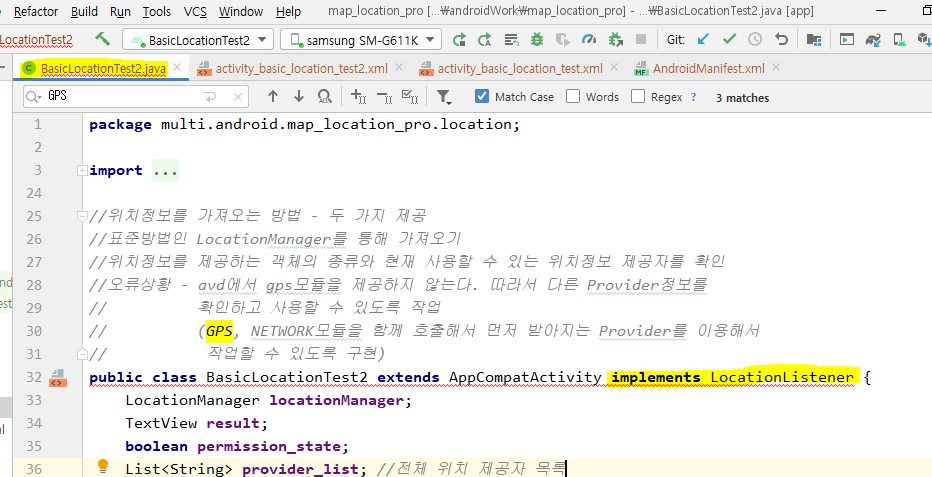 Refactor Build Run Tools VCS Window Help map_location_pro [...₩androidWork₩map_location_pro] - ...₩BasicLocationTest2.java [app]
LocationTest2 BasicLocationTest2 samsung SM-G611K Git:
BasicLocationTest2.java activity_basic_location_test2.xml activity_basic_location_test.xml AndroidManifest.xml
GPS Match Case Words Regex ? 3 matches
1 package multi.android.map_location_pro.location;
2
3 import ...
24
25 //위치정보를 가져오는 방법 - 두 가지 제공
26 //표준방법인 LocationManager를 통해 가져오기
27 //위치정보를 제공하는 객체의 종류와 현재 사용할 수 있는 위치정보 제공자를 확인
28 //오류상황 - avd에서 gps모듈을 제공하지 않는다. 따라서 다른 Provider정보를
29 // 확인하고 사용할 수 있도록 작업
30 // (GPS, NETWORK모듈을 함께 호출해서 먼저 받아지는 Provider를 이용해서
31 // 작업할 수 있도록 구현)
32 public class BasicLocationTest2 extends AppCompatActivity implements LocationListener {
33 LocationManager locationManager;
34 TextView result;
35 boolean permission_state;
36 List<String> provider_list; //전체 위치 제공자 목록